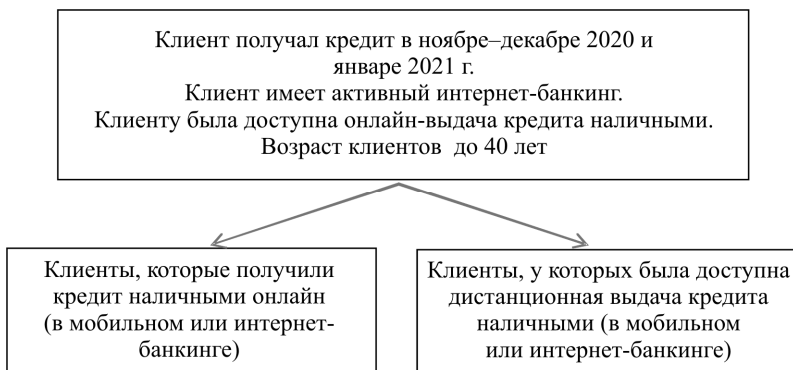 Клиент получал кредит в ноябре–декабре 2020 и
январе 2021 г.
Клиент имеет активный интернет-банкинг.
Клиенту была доступна онлайн-выдача кредита наличными.
Возраст клиентов до 40 лет
Клиенты, которые получили
кредит наличными онлайн
(в мобильном или интернет-
банкинге)
Клиенты, у которых была доступна
дистанционная выдача кредита
наличными (в мобильном
или интернет-банкинге)